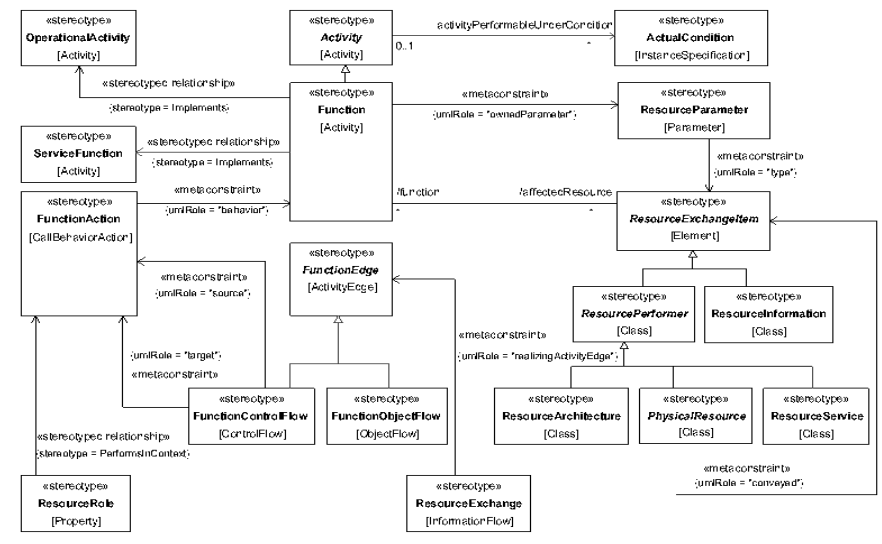 «stereotype»
OperationalActivity
[Activity]
«stereotype»
Activity
[Activity]
activityPerformableUnderCondition
0..1
*
«stereotype»
ActualCondition
[InstanceSpecification]
«stereotyped relationship»
{stereotype = Implements}
«stereotype»
Function
[Activity]
«metaconstraint»
{umlRole = "ownedParameter"}
«stereotype»
ResourceParameter
[Parameter]
«stereotype»
ServiceFunction
[Activity]
«stereotyped relationship»
{stereotype = Implements}
«metaconstraint»
{umlRole = "type"}
«stereotype»
FunctionAction
[CallBehaviorAction]
«metaconstraint»
{umlRole = "behavior"}
/function
*
/affectedResource
*
«stereotype»
ResourceExchangeItem
[Element]
«metaconstraint»
{umlRole = "source"}
«stereotype»
FunctionEdge
[ActivityEdge]
«stereotype»
ResourcePerformer
[Class]
«stereotype»
ResourceInformation
[Class]
{umlRole = "target"}
«metaconstraint»
«metaconstraint»
{umlRole = "realizingActivityEdge"}
«stereotype»
FunctionControlFlow
[ControlFlow]
«stereotype»
FunctionObjectFlow
[ObjectFlow]
«stereotype»
ResourceArchitecture
[Class]
«stereotype»
PhysicalResource
[Class]
«stereotype»
ResourceService
[Class]
«stereotyped relationship»
{stereotype = PerformsInContext}
«metaconstraint»
{umlRole = "conveyed"}
«stereotype»
ResourceRole
[Property]
«stereotype»
ResourceExchange
[InformationFlow]